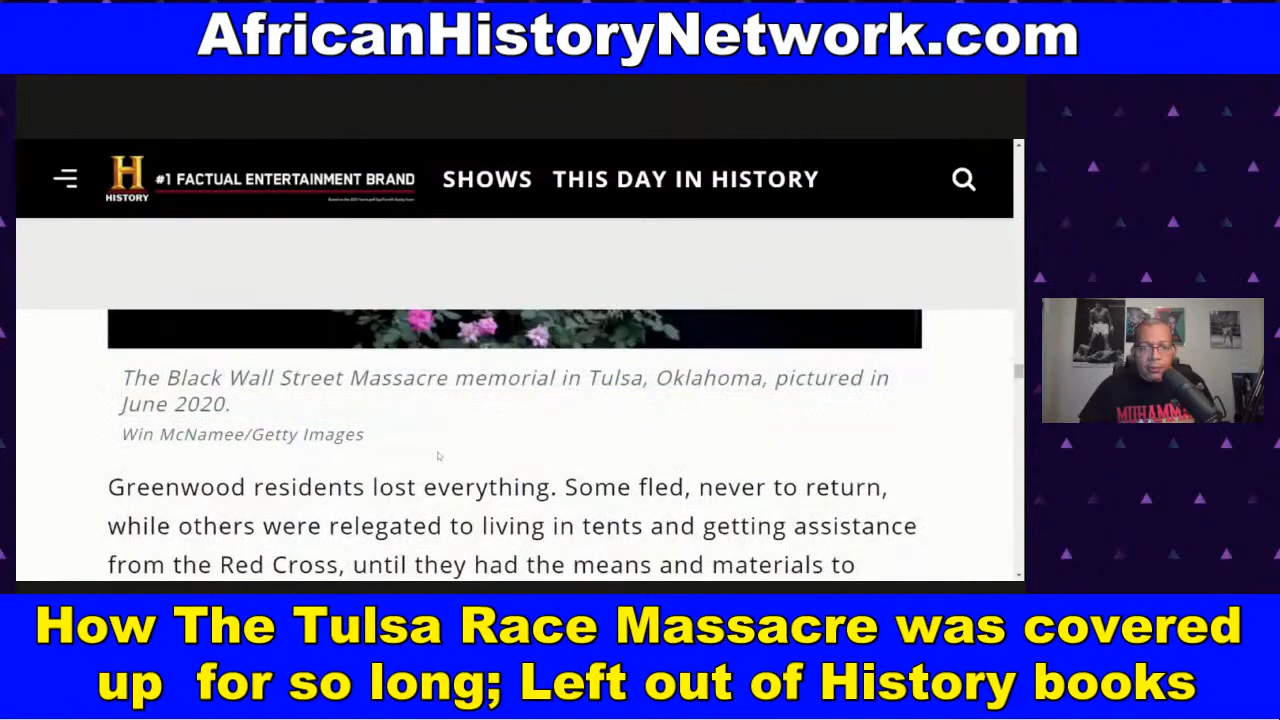 AfricanHistoryNetwork.com
H
HISTORY
#1 FACTUAL ENTERTAINMENT BRAND
SHOWS THIS DAY IN HISTORY
The Black Wall Street Massacre memorial in Tulsa, Oklahoma, pictured in
June 2020.
Win McNamee/Getty Images
Greenwood residents lost everything. Some fled, never to return,
while others were relegated to living in tents and getting assistance
from the Red Cross, until they had the means and materials to
MUHAMMA
How The Tulsa Race Massacre was covered
up for so long; Left out of History books